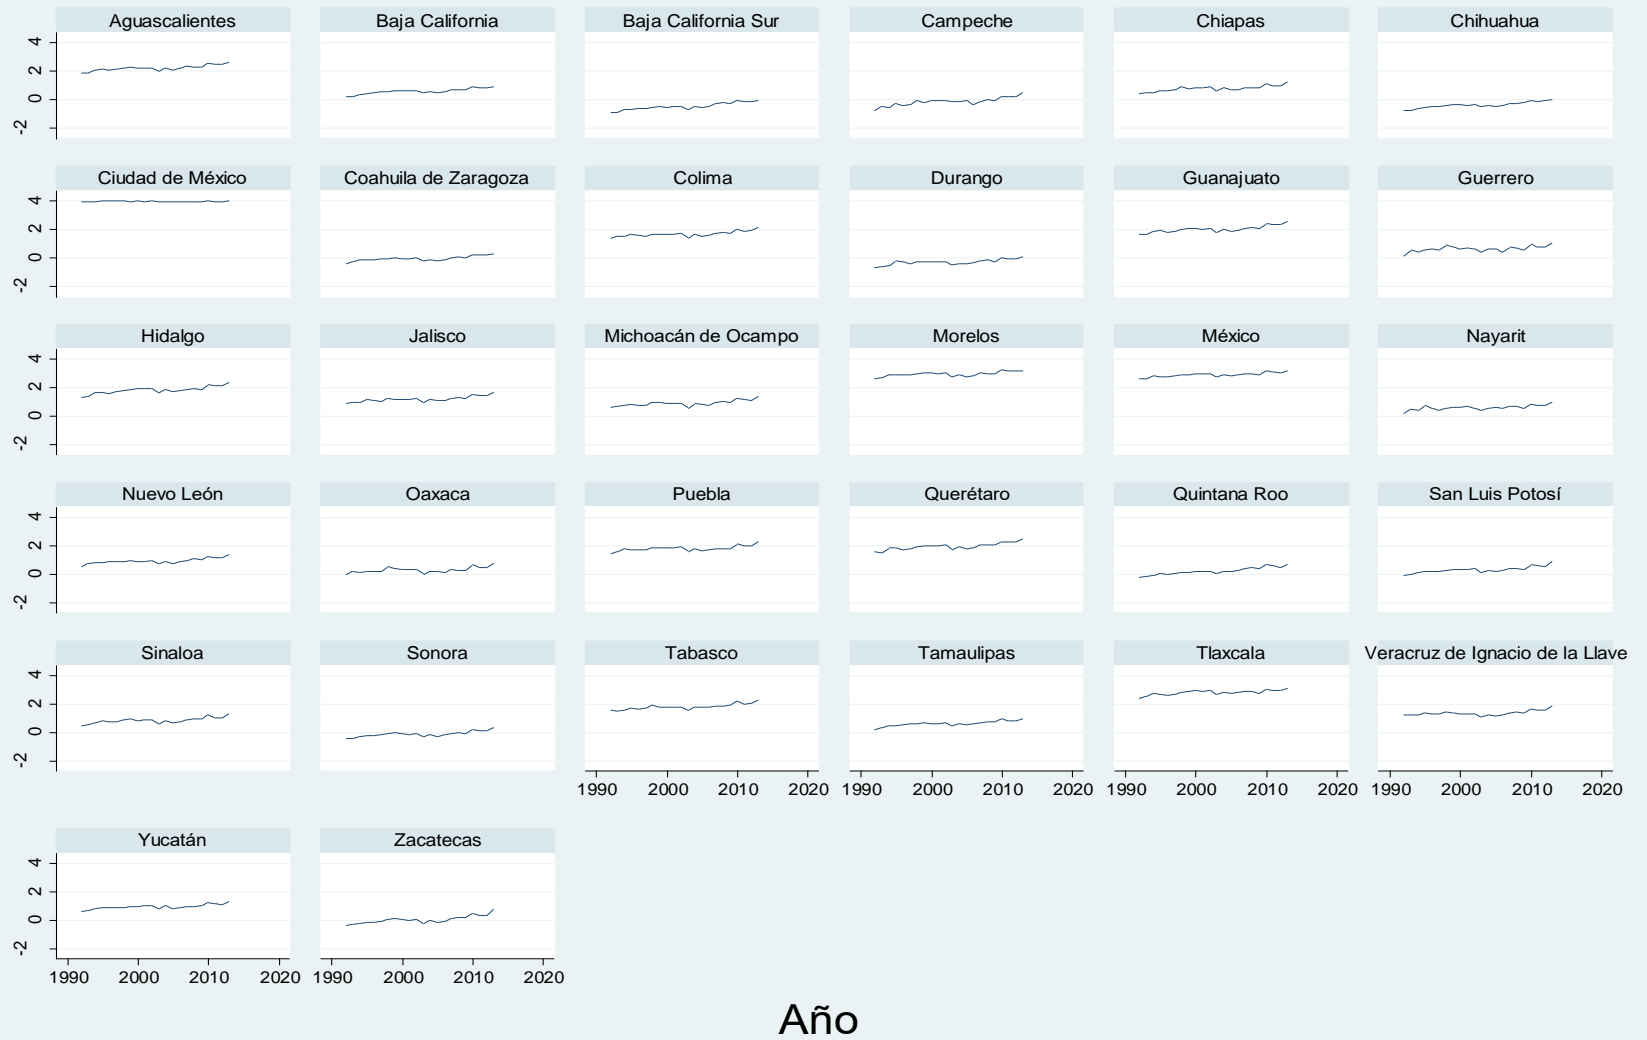 Aguascalientes Baja California Baja California Sur Campeche Chiapas Chihuahua
4
2
0
-2
Ciudad de México Coahuila de Zaragoza Colima Durango Guanajuato Guerrero
4
2
0
-2
Hidalgo Jalisco Michoacán de Ocampo Morelos México Nayarit
4
2
0
-2
Nuevo León Oaxaca Puebla Querétaro Quintana Roo San Luis Potosí
4
2
0
-2
Sinaloa Sonora Tabasco Tamaulipas Tlaxcala Veracruz de Ignacio de la Llave
4
2
0
-2
1990 2000 2010 2020 1990 2000 2010 2020 1990 2000 2010 2020 1990 2000 2010 2020
Yucatán Zacatecas
4
2
0
-2
1990 2000 2010 2020 1990 2000 2010 2020
Año